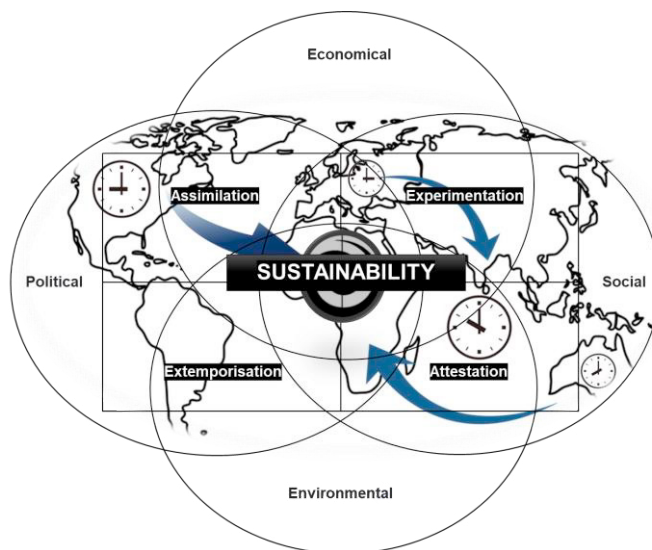 Economical
Assimilation
Experimentation
Political
SUSTAINABILITY
Social
Extemporisation
Attestation
Environmental